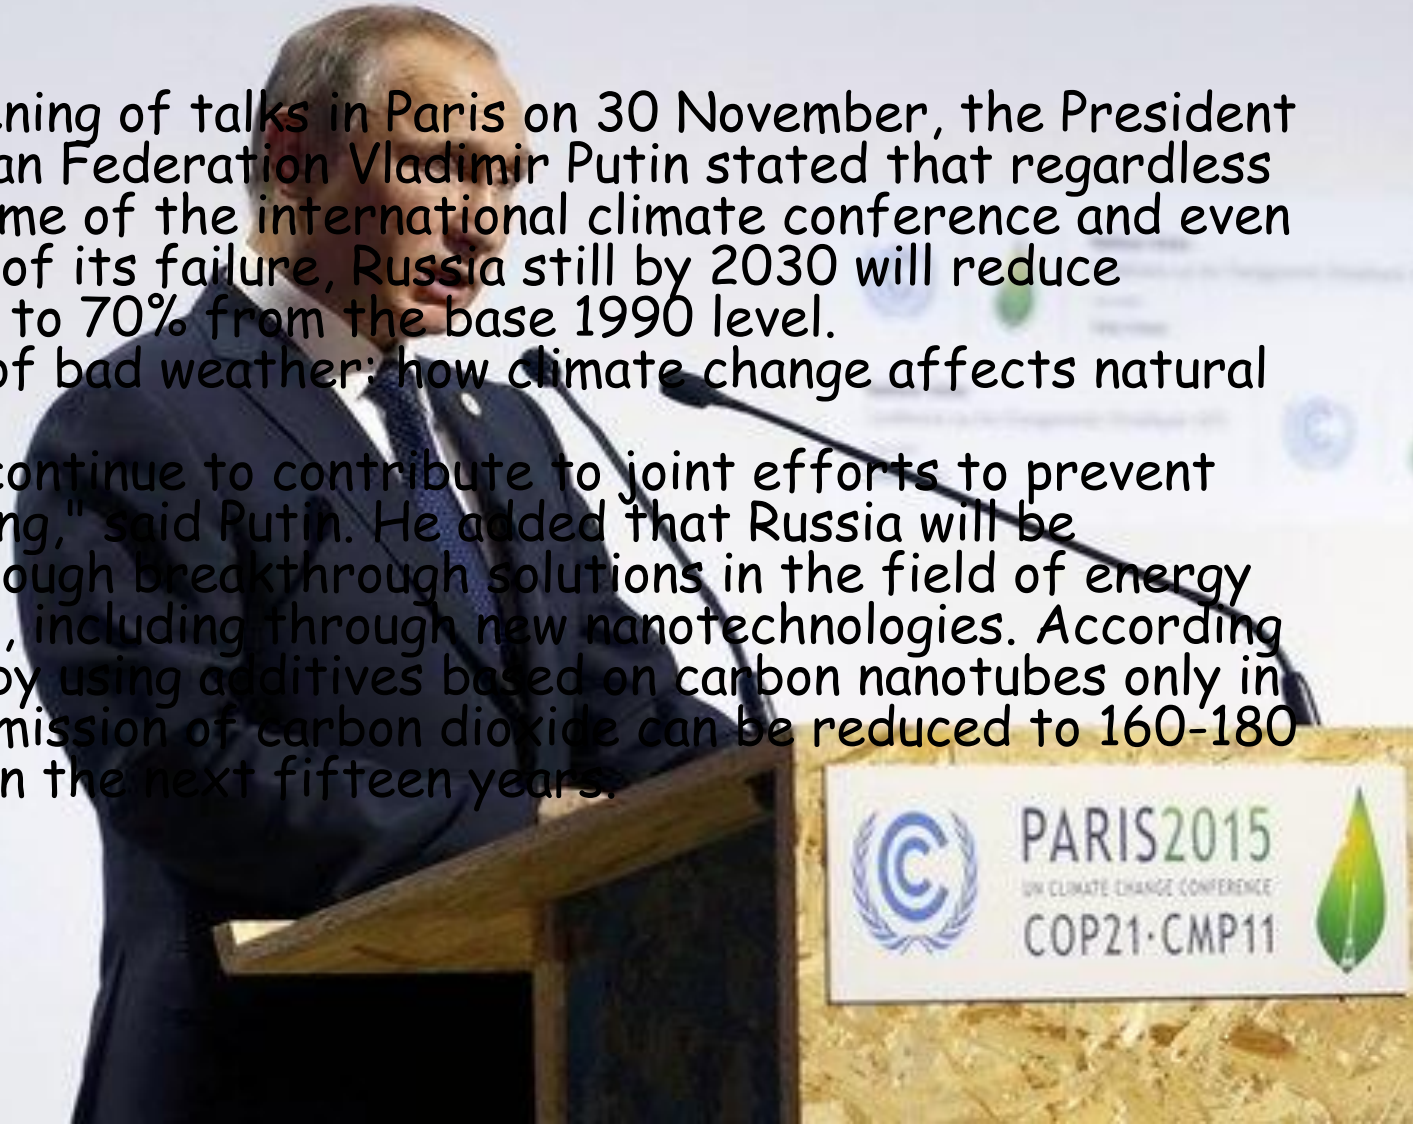 ning of talks in Paris on 30 November, the President
an Federation Vladimir Putin stated that regardless
me of the international climate conference and even
of its failure, Russia still by 2030 will reduce
to 70% from the base 1990 level.
of bad weather: how climate change affects natural
continue to contribute to joint efforts to prevent
ng," said Putin. He added that Russia will be
ough breakthrough solutions in the field of energy
, including through new nanotechnologies. According
by using additives based on carbon nanotubes only in
mission of carbon dioxide can be reduced to 160-180
n the next fifteen years.
PARIS2015
UN CLIMATE CHANGE CONFERENCE
COP21·CMP11